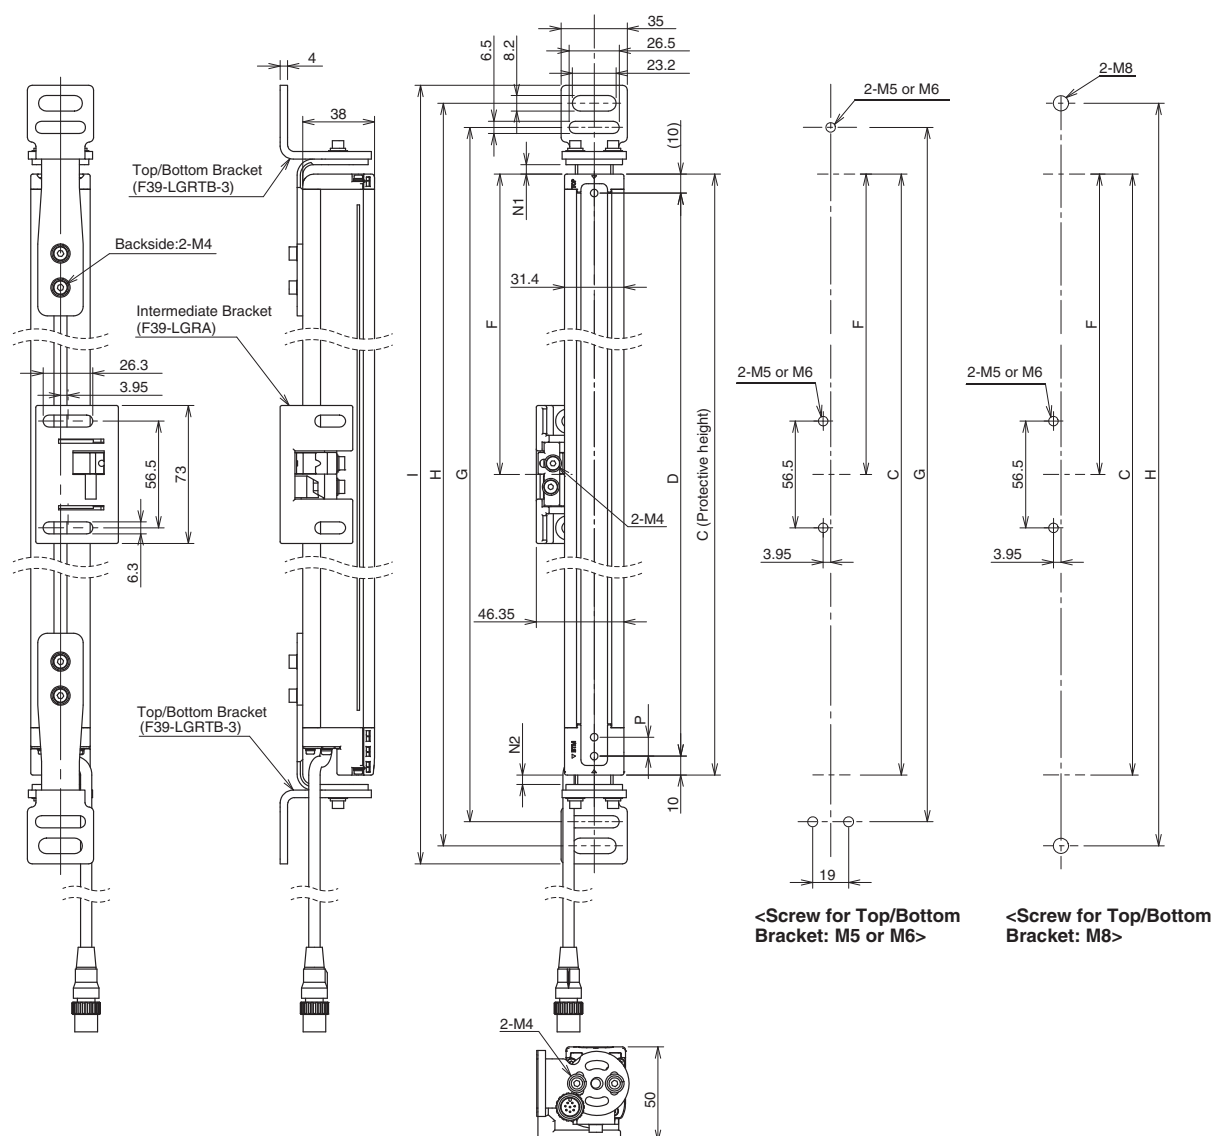 35
26.5
23.2
6.5
8.2
4
38
2-M5 or M6
2-M8
(10)
Top/Bottom Bracket
(F39-LGRTB-3)
N1
Backside:2-M4
31.4
F
F
F
Intermediate Bracket
(F39-LGRA)
26.3
3.95
56.5
73
6.3
I
H
G
D
C (Protective height)
2-M4
46.35
2-M5 or M6
56.5
3.95
C
G
2-M5 or M6
56.5
3.95
C
H
Top/Bottom Bracket
(F39-LGRTB-3)
N2
P
10
19
<Screw for Top/Bottom
Bracket: M5 or M6>
<Screw for Top/Bottom
Bracket: M8>
2-M4
50